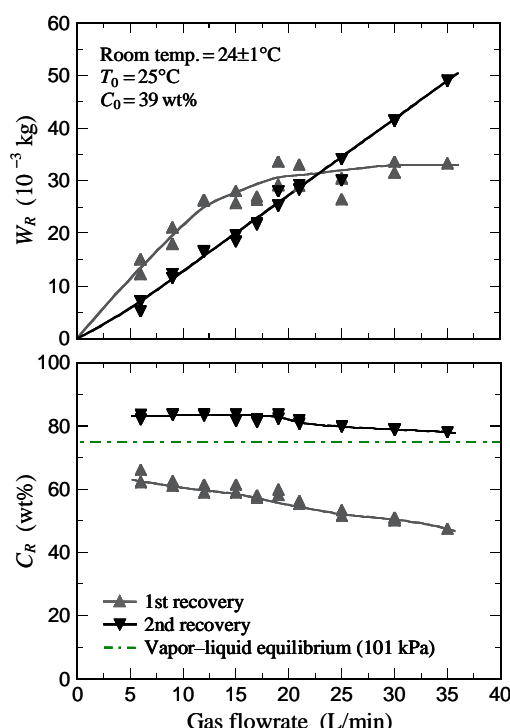 60
50
40
30
20
10
0
W_R (10⁻³ kg)
Room temp. = 24±1°C
T₀ = 25°C
C₀ = 39 wt%
100
80
60
40
20
0
C_R (wt%)
1st recovery
2nd recovery
Vapor–liquid equilibrium (101 kPa)
0 5 10 15 20 25 30 35 40
Gas flowrate (L/min)